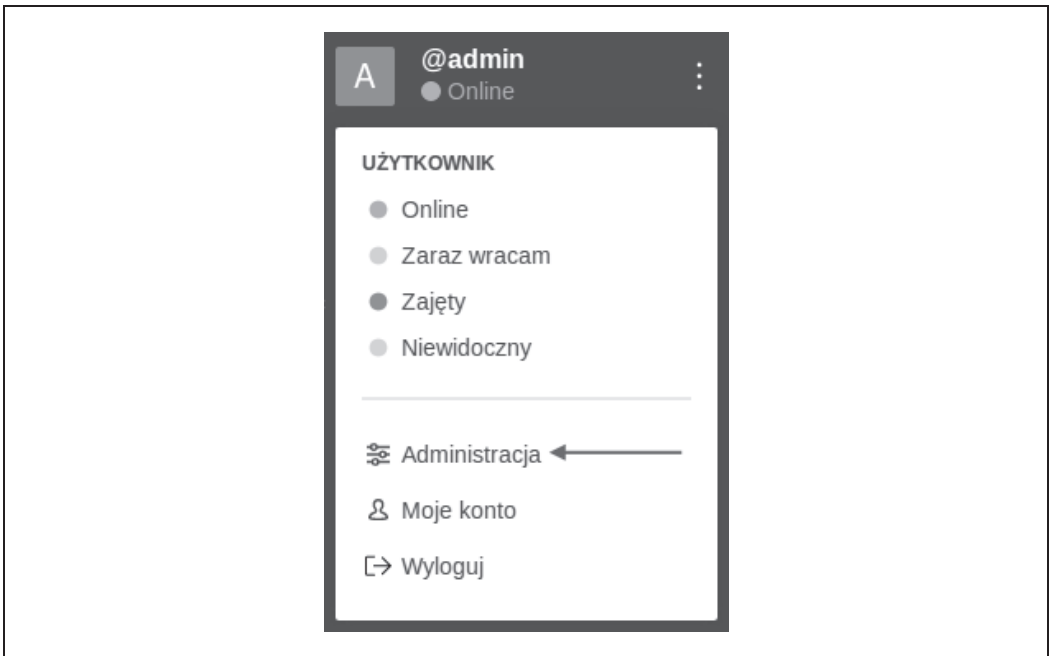 A
@admin
Online
UŻYTKOWNIK
Online
Zaraz wracam
Zajęty
Niewidoczny
Administracja
Moje konto
Wyloguj